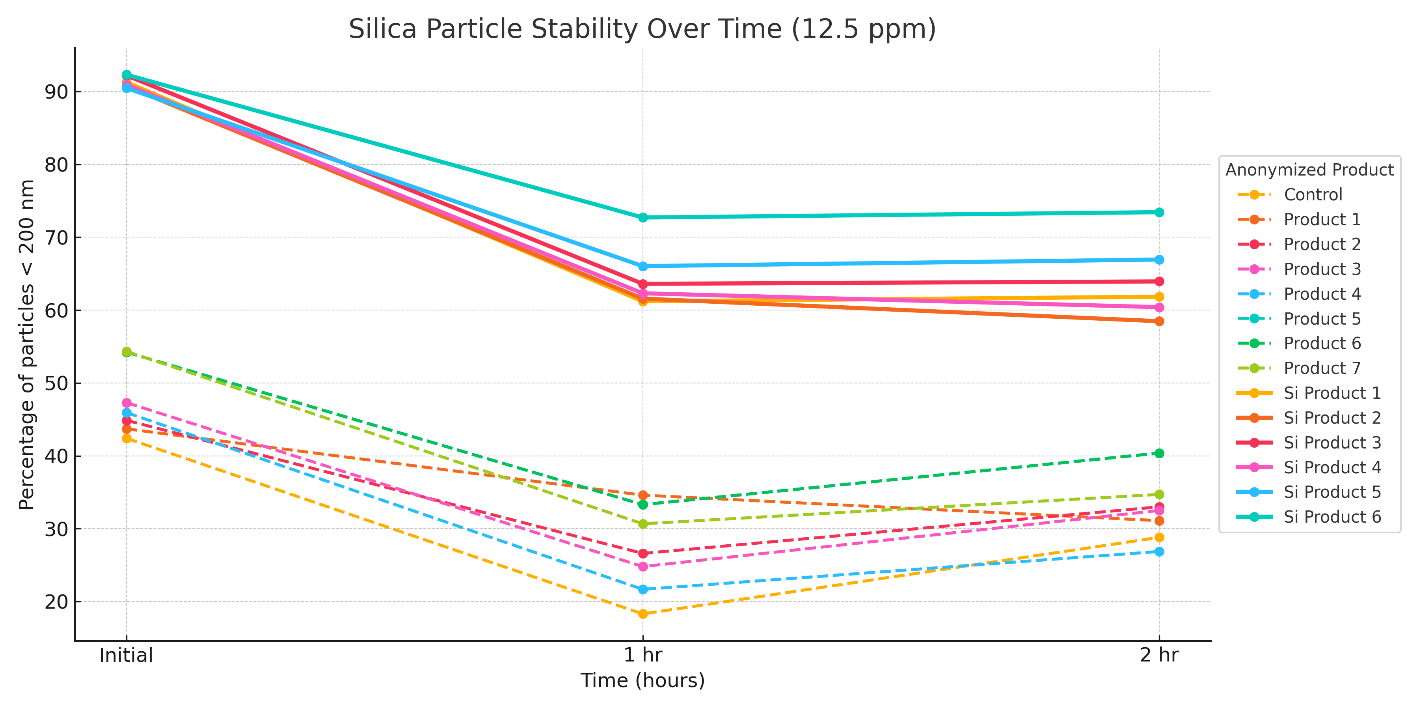 Silica Particle Stability Over Time (12.5 ppm)
Percentage of particles < 200 nm
90
80
70
60
50
40
30
20
Initial
1 hr
2 hr
Time (hours)
Anonymized Product
Control
Product 1
Product 2
Product 3
Product 4
Product 5
Product 6
Product 7
Si Product 1
Si Product 2
Si Product 3
Si Product 4
Si Product 5
Si Product 6